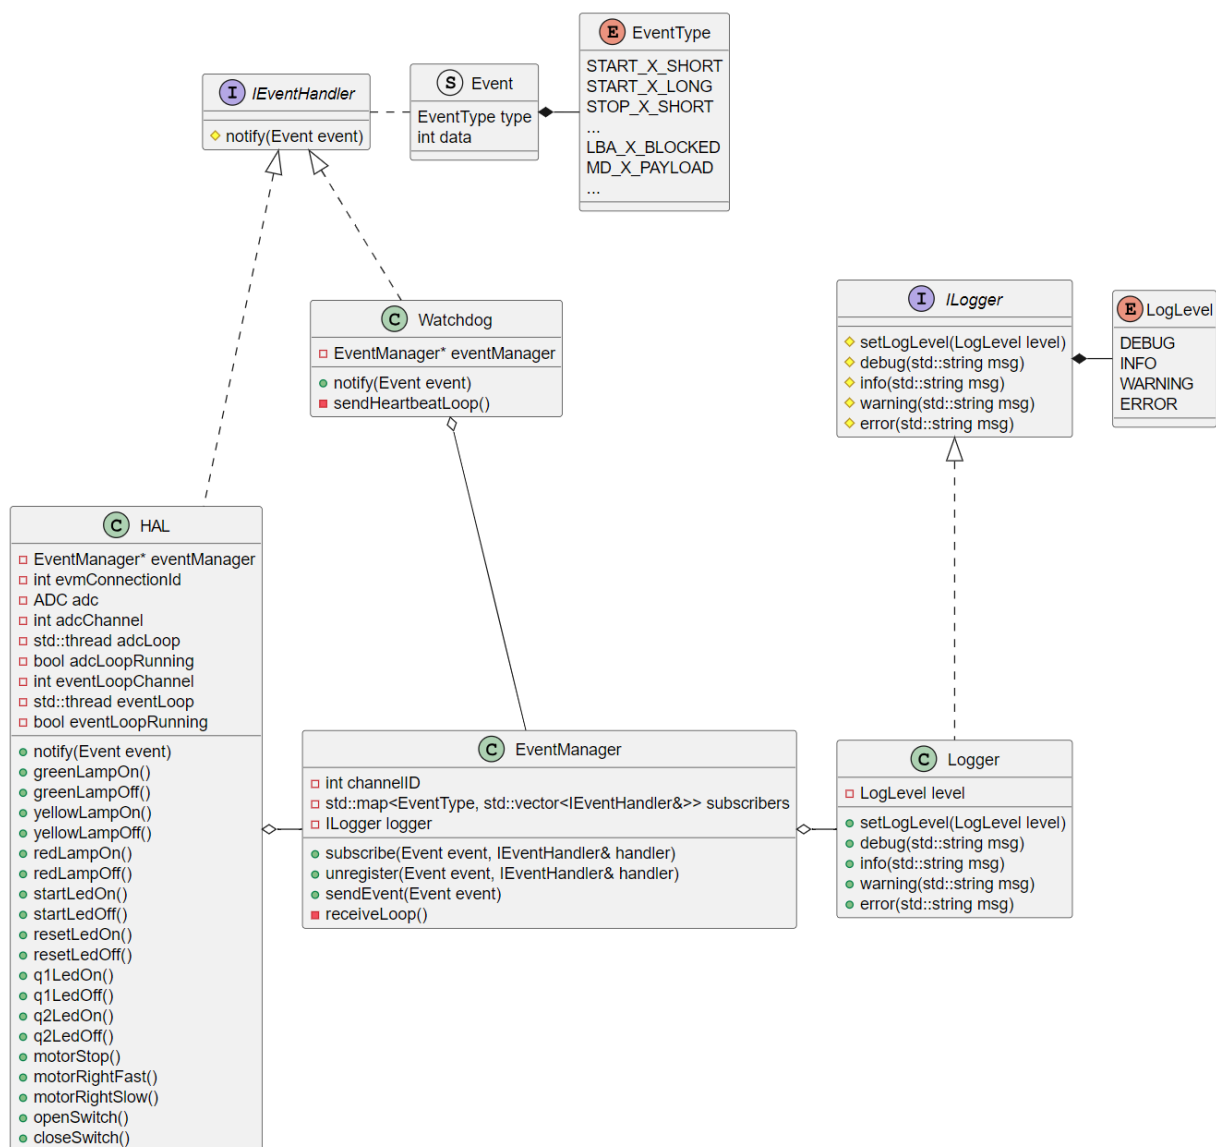 E EventType
START_X_SHORT
START_X_LONG
STOP_X_SHORT
...
LBA_X_BLOCKED
MD_X_PAYLOAD
...
I IEventHandler
notify(Event event)
S Event
EventType type
int data
C Watchdog
EventManager* eventManager
notify(Event event)
sendHeartbeatLoop()
I ILogger
setLogLevel(LogLevel level)
debug(std::string msg)
info(std::string msg)
warning(std::string msg)
error(std::string msg)
E LogLevel
DEBUG
INFO
WARNING
ERROR
C HAL
EventManager* eventManager
int evmConnectionId
ADC adc
int adcChannel
std::thread adcLoop
bool adcLoopRunning
int eventLoopChannel
std::thread eventLoop
bool eventLoopRunning
notify(Event event)
greenLampOn()
greenLampOff()
yellowLampOn()
yellowLampOff()
redLampOn()
redLampOff()
startLedOn()
startLedOff()
resetLedOn()
resetLedOff()
q1LedOn()
q1LedOff()
q2LedOn()
q2LedOff()
motorStop()
motorRightFast()
motorRightSlow()
openSwitch()
closeSwitch()
C EventManager
int channelID
std::map<EventType, std::vector<IEventHandler&>> subscribers
ILogger logger
subscribe(Event event, IEventHandler& handler)
unregister(Event event, IEventHandler& handler)
sendEvent(Event event)
receiveLoop()
C Logger
LogLevel level
setLogLevel(LogLevel level)
debug(std::string msg)
info(std::string msg)
warning(std::string msg)
error(std::string msg)